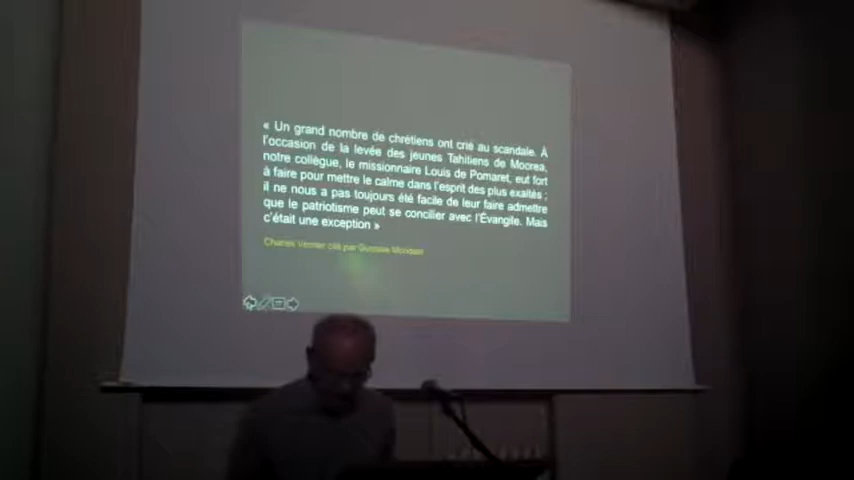 « Un grand nombre de chrétiens ont crié au scandale. À
l'occasion de la levée des jeunes Tahitiens de Moorea,
notre collègue, le missionnaire Louis de Pomaret, eut fort
à faire pour mettre le calme dans l'esprit des plus exaltés ;
il ne nous a pas toujours été facile de leur faire admettre
que le patriotisme peut se concilier avec l'Évangile. Mais
c'était une exception »
Charles Vernier cité par Gustave Mondain